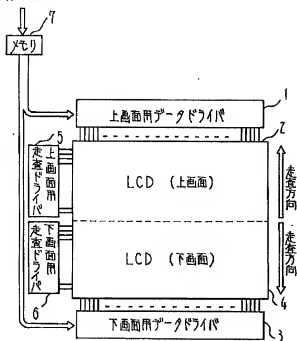 7
メモリ
1
上画面用データドライバ
2
5
上画面用
走査ドライバ
LCD (上画面)
走査方向
下画面用
走査ドライバ
LCD (下画面)
走査方向
6
4
下画面用データドライバ
3